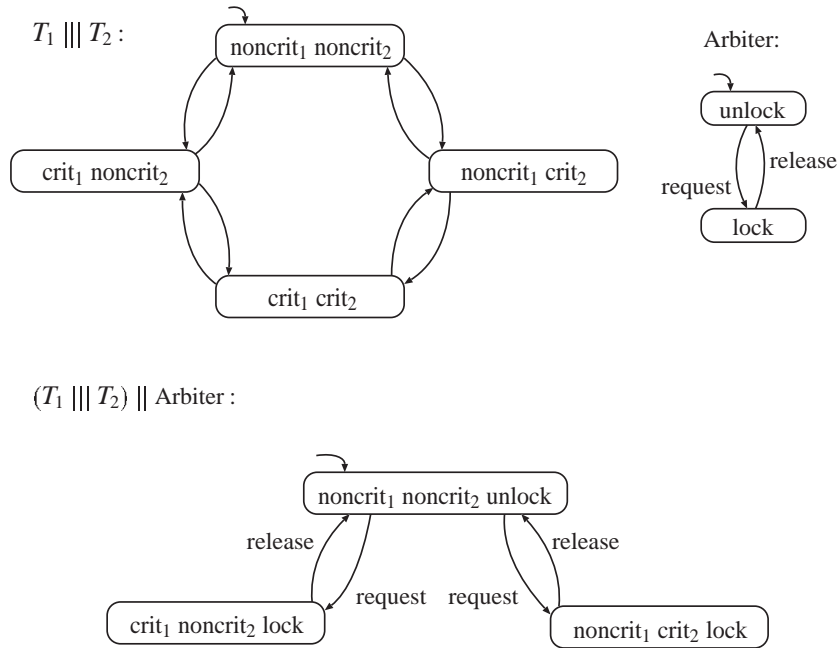 T₁ ||| T₂ :
noncrit₁ noncrit₂
Arbiter:
unlock
crit₁ noncrit₂
noncrit₁ crit₂
release
request
lock
crit₁ crit₂
(T₁ ||| T₂) || Arbiter :
noncrit₁ noncrit₂ unlock
release
release
request
request
crit₁ noncrit₂ lock
noncrit₁ crit₂ lock